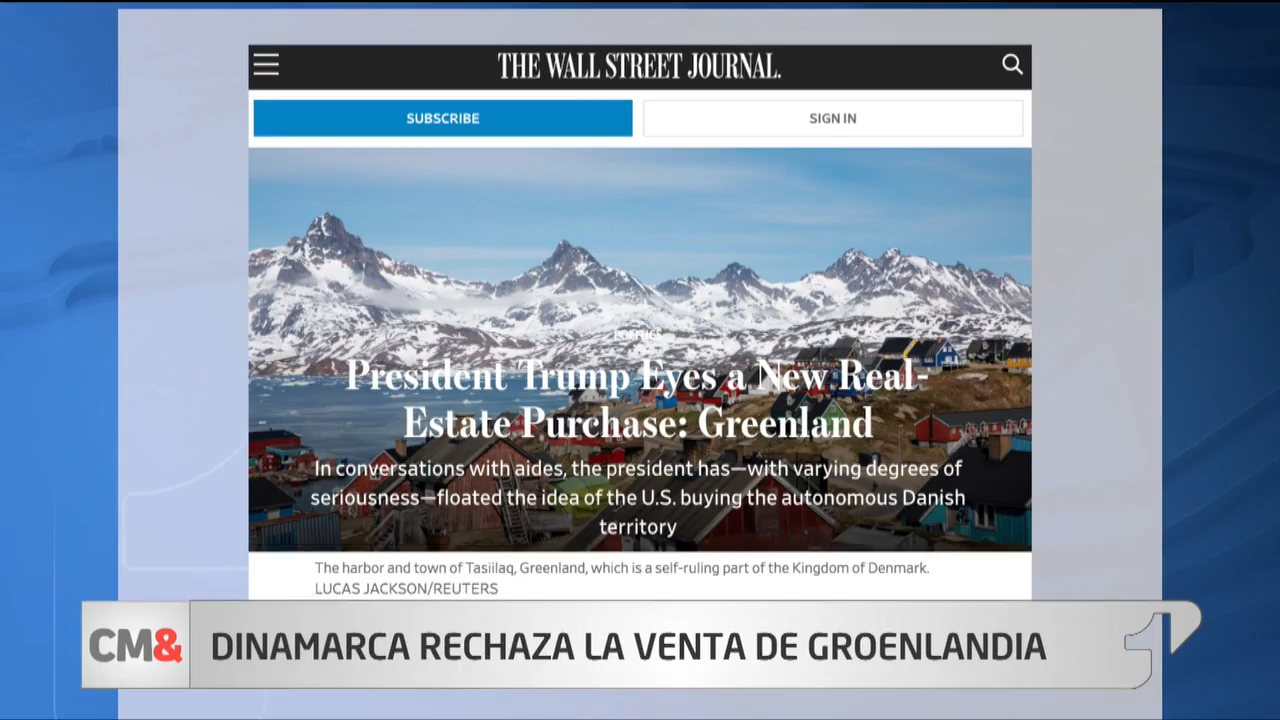 THE WALL STREET JOURNAL.
SUBSCRIBE
SIGN IN
President Trump Eyes a New Real-
Estate Purchase: Greenland
In conversations with aides, the president has—with varying degrees of
seriousness—floated the idea of the U.S. buying the autonomous Danish
territory
The harbor and town of Tasiilaq, Greenland, which is a self-ruling part of the Kingdom of Denmark.
LUCAS JACKSON/REUTERS
CM&
DINAMARCA RECHAZA LA VENTA DE GROENLANDIA
1